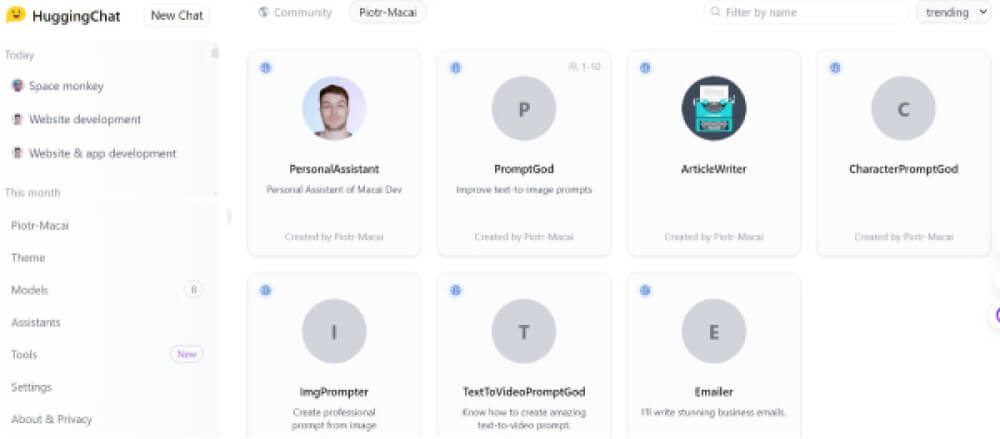 HuggingChat
New Chat
Community
Piotr-Macai
Filter by name
trending
Today
Space monkey
Website development
Website & app development
This month
Piotr-Macai
Theme
Models
8
Assistants
Tools
New
Settings
About & Privacy
PersonalAssistant
Personal Assistant of Macai Dev
Created by Piotr-Macai
1-10
P
PromptGod
Improve text-to-image prompts
Created by Piotr-Macai
ArticleWriter
Created by Piotr-Macai
C
CharacterPromptGod
Created by Piotr-Macai
I
ImgPrompter
Create professional
prompt from image
T
TextToVideoPromptGod
Know how to create amazing
text-to-video prompt.
E
Emailer
I'll write stunning business emails.